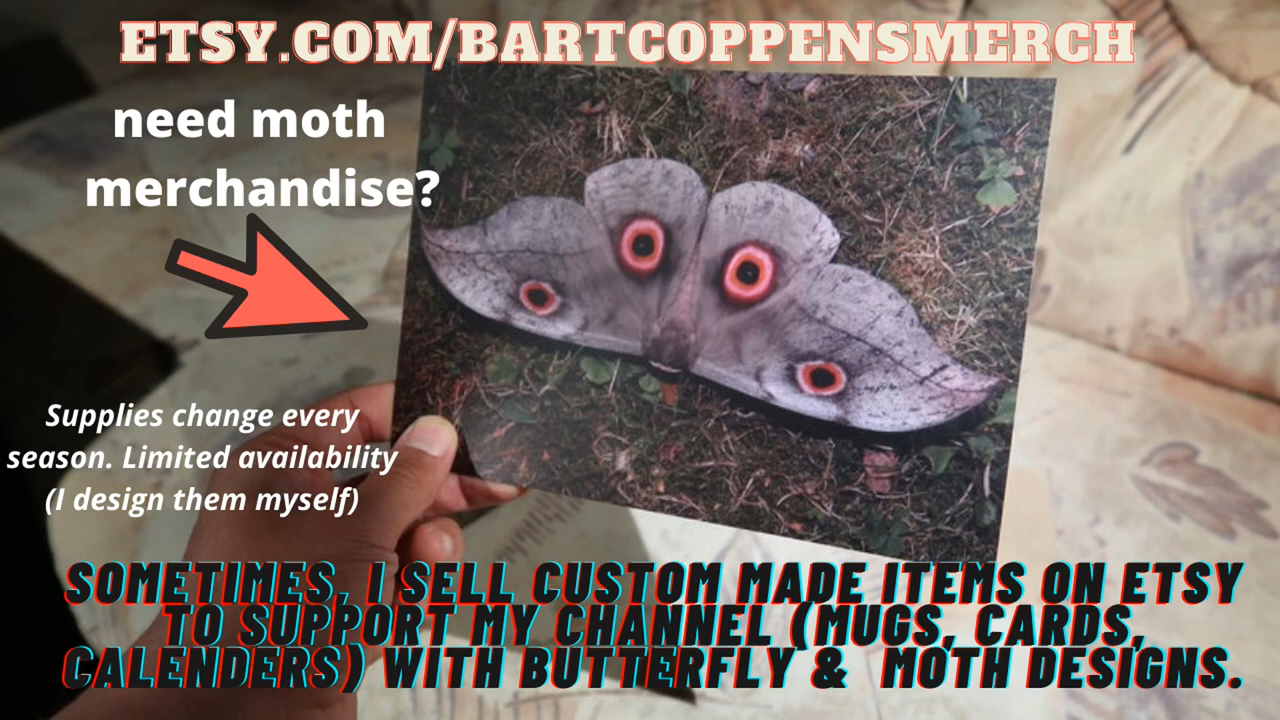 ETSY.COM/BARTCOPPENSMERCH
need moth
merchandise?
Supplies change every
season. Limited availability
(I design them myself)
SOMETIMES, I SELL CUSTOM MADE ITEMS ON ETSY
TO SUPPORT MY CHANNEL (MUGS, CARDS,
CALENDERS) WITH BUTTERFLY & MOTH DESIGNS.